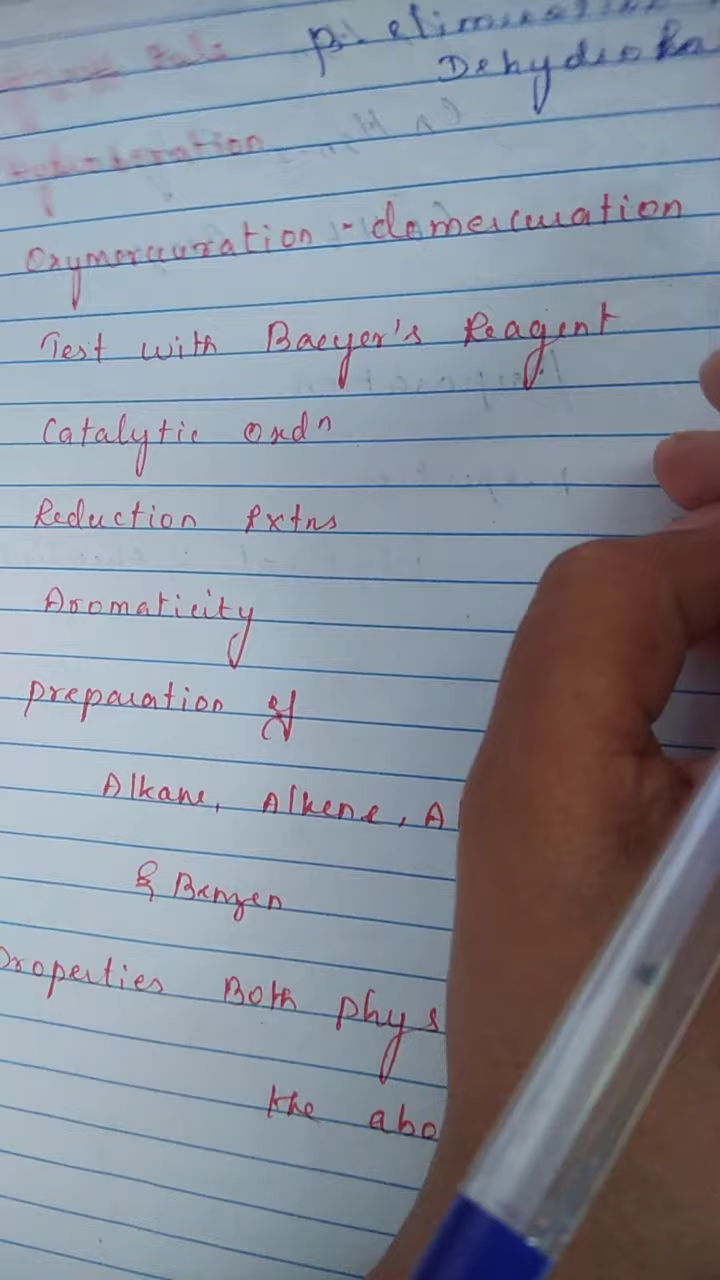 β- elimination
Dehydroha
Oxymercuration - demercuration
Test with Baeyer's Reagent
Catalytic oxdn
Reduction rxtns
Aromaticity
Preparation of
Alkane, Alkene, A
& Benzen
Properties Both phys
the abo